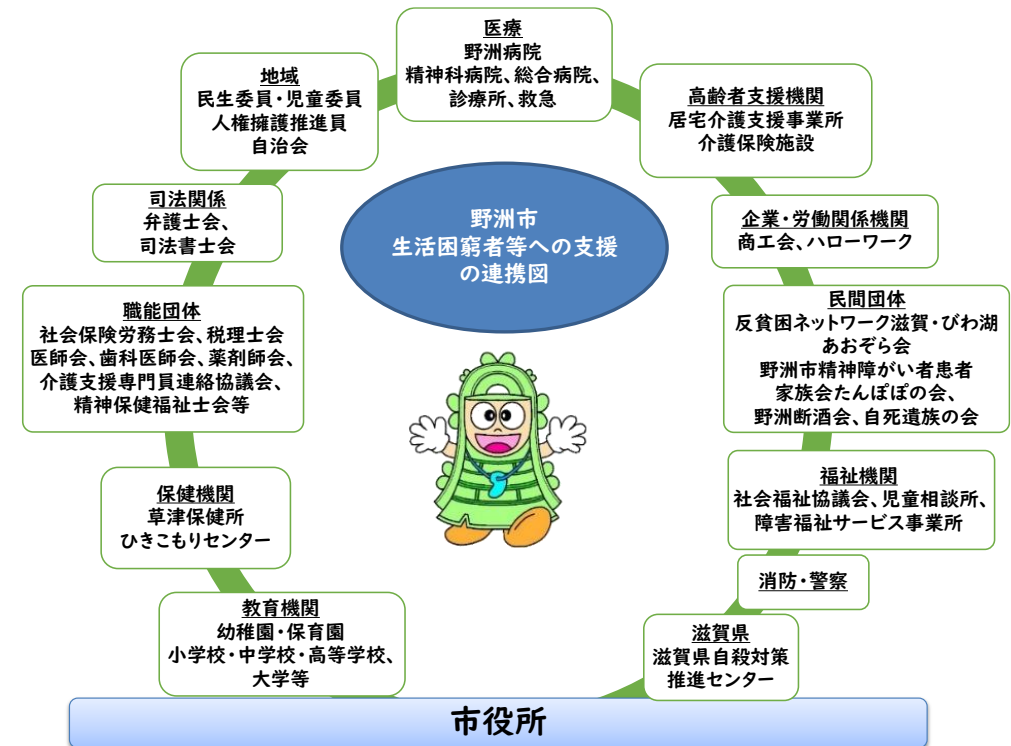 医療
野洲病院
精神科病院、総合病院、
診療所、救急
地域
民生委員・児童委員
人権擁護推進員
自治会
高齢者支援機関
居宅介護支援事業所
介護保険施設
司法関係
弁護士会、
司法書士会
野洲市
生活困窮者等への支援
の連携図
企業・労働関係機関
商工会、ハローワーク
職能団体
社会保険労務士会、税理士会
医師会、歯科医師会、薬剤師会、
介護支援専門員連絡協議会、
精神保健福祉士会等
民間団体
反貧困ネットワーク滋賀・びわ湖
あおぞら会
野洲市精神障がい者患者
家族会たんぽぽの会、
野洲断酒会、自死遺族の会
保健機関
草津保健所
ひきこもりセンター
福祉機関
社会福祉協議会、児童相談所、
障害福祉サービス事業所
消防・警察
教育機関
幼稚園・保育園
小学校・中学校・高等学校、
大学等
滋賀県
滋賀県自殺対策
推進センター
市役所